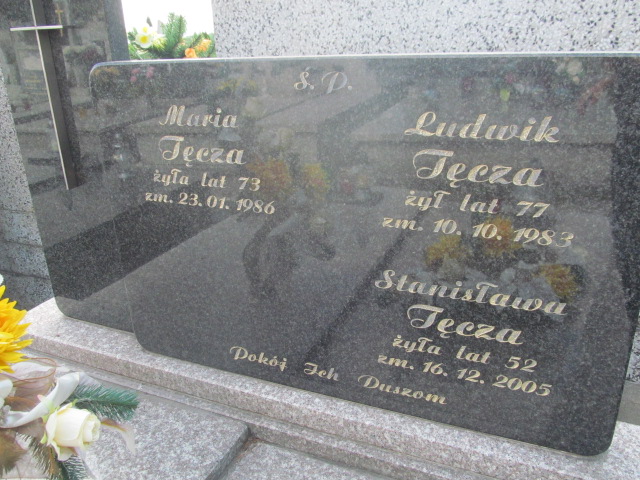 Ś. P.
Maria
Tęcza
żyła lat 73
zm. 23.01.1986
Ludwik
Tęcza
żył lat 77
zm. 10.10.1983
Stanisława
Tęcza
żyła lat 52
zm. 16.12.2005
Pokój Ich Duszom